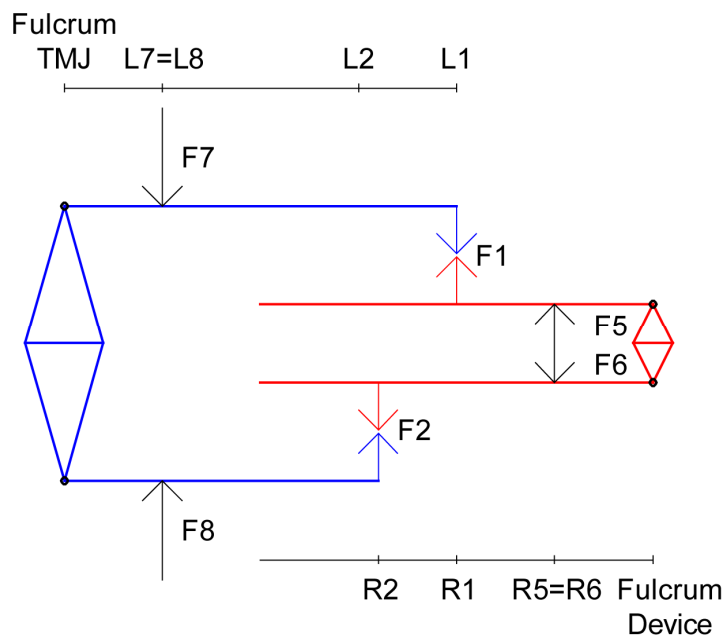 Fulcrum
TMJ L7=L8 L2 L1
F7
F1
F5
F6
F2
F8
R2 R1 R5=R6 Fulcrum
Device